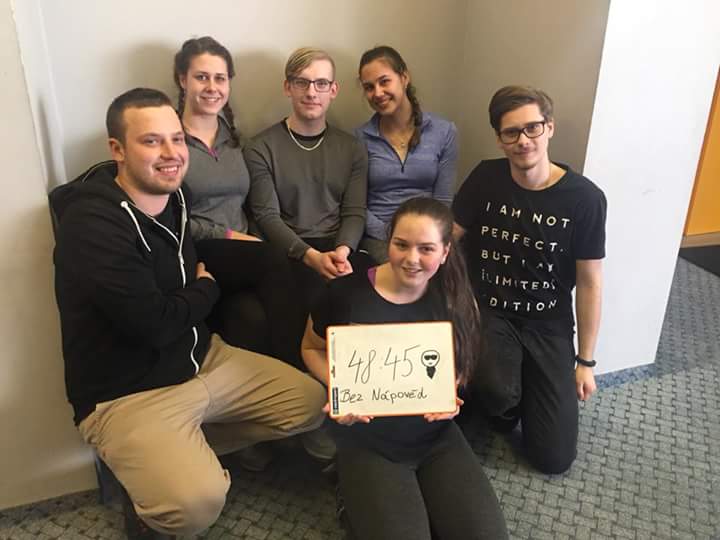 I AM NOT
PERFECT.
BUT I AM
LIMITED
EDITION
48:45
Bez Nápověd